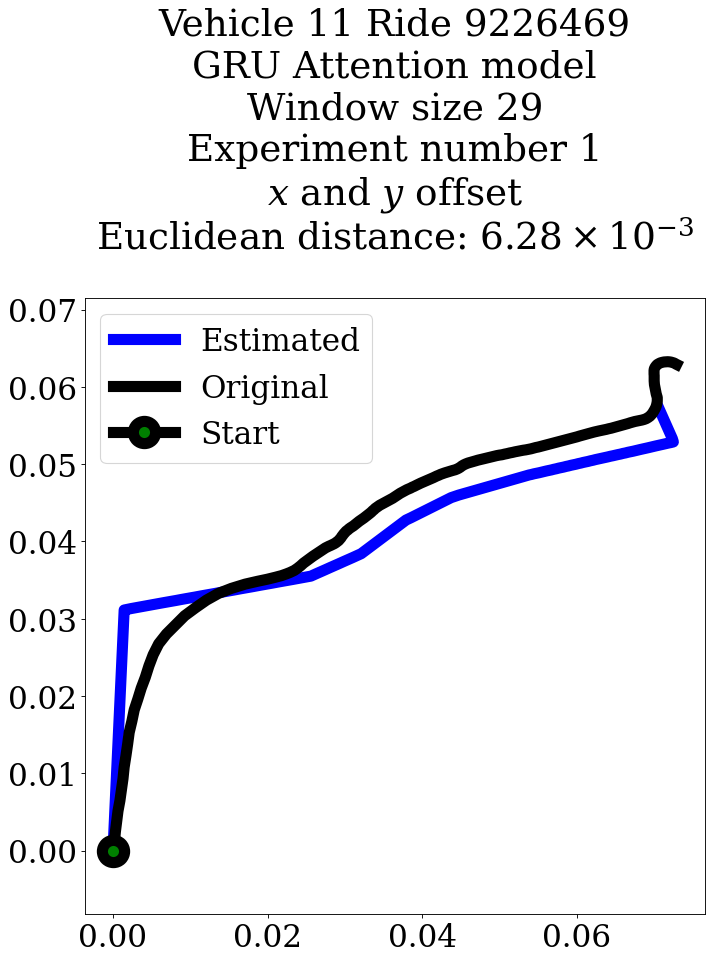 Vehicle 11 Ride 9226469
GRU Attention model
Window size 29
Experiment number 1
x and y offset
Euclidean distance: 6.28 × 10⁻³
0.07
0.06
0.05
0.04
0.03
0.02
0.01
0.00
Estimated
Original
Start
0.00 0.02 0.04 0.06